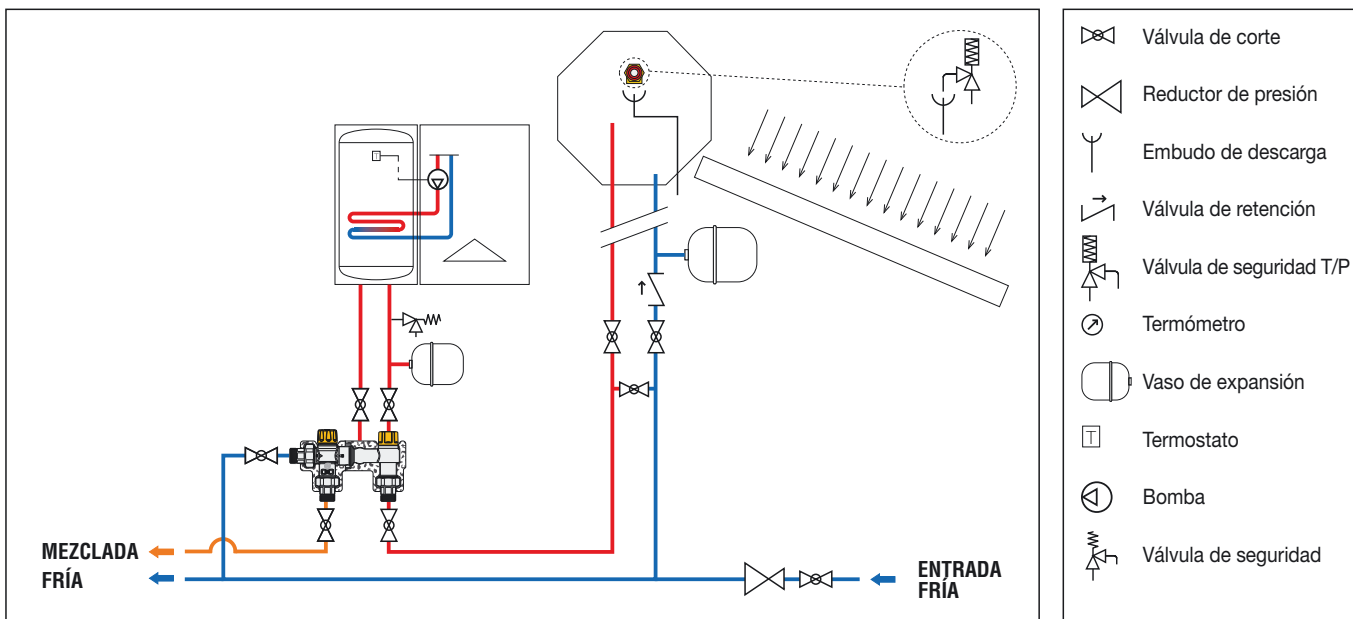 T
MEZCLADA
FRÍA
ENTRADA
FRÍA
Válvula de corte
Reductor de presión
Embudo de descarga
Válvula de retención
Válvula de seguridad T/P
Termómetro
Vaso de expansión
T
Termostato
Bomba
Válvula de seguridad